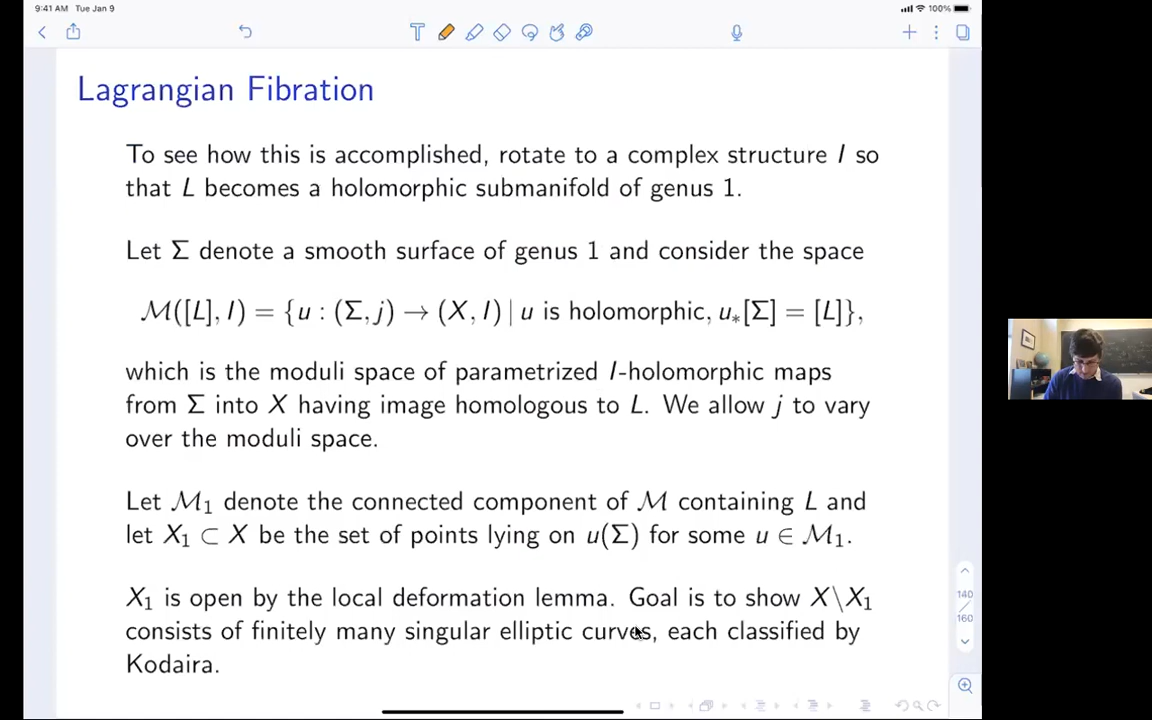 9:41 AM Tue Jan 9
100%
Lagrangian Fibration
To see how this is accomplished, rotate to a complex structure I so
that L becomes a holomorphic submanifold of genus 1.
Let Σ denote a smooth surface of genus 1 and consider the space
ℳ([L], I) = {u : (Σ, j) → (X, I) | u is holomorphic, u∗[Σ] = [L]},
which is the moduli space of parametrized I-holomorphic maps
from Σ into X having image homologous to L. We allow j to vary
over the moduli space.
Let ℳ₁ denote the connected component of ℳ containing L and
let X₁ ⊂ X be the set of points lying on u(Σ) for some u ∈ ℳ₁.
X₁ is open by the local deformation lemma. Goal is to show X\X₁
consists of finitely many singular elliptic curves, each classified by
Kodaira.
140
/
160